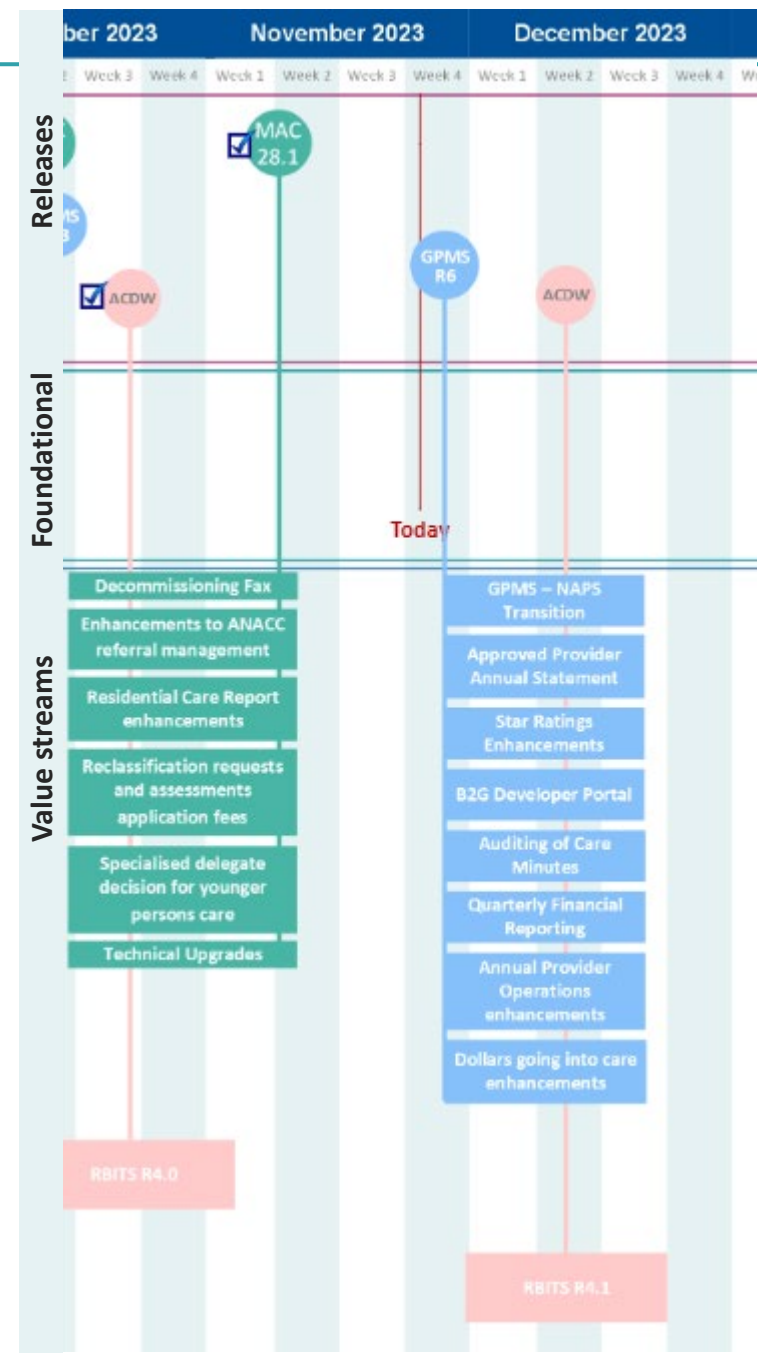 ber 2023
November 2023
December 2023
Week 3
Week 4
Week 1
Week 2
Week 3
Week 4
Week 1
Week 2
Week 3
Week 4
Releases
MAC
28.1
GPMS
R6
ACDW
ACDW
Foundational
Today
Value streams
Decommissioning Fax
Enhancements to ANACC
referral management
Residential Care Report
enhancements
Reclassification requests
and assessments
application fees
Specialised delegate
decision for younger
persons care
Technical Upgrades
GPMS – NAPS
Transition
Approved Provider
Annual Statement
Star Ratings
Enhancements
B2G Developer Portal
Auditing of Care
Minutes
Quarterly Financial
Reporting
Annual Provider
Operations
enhancements
Dollars going into care
enhancements
RBITS R4.0
RBITS R4.1